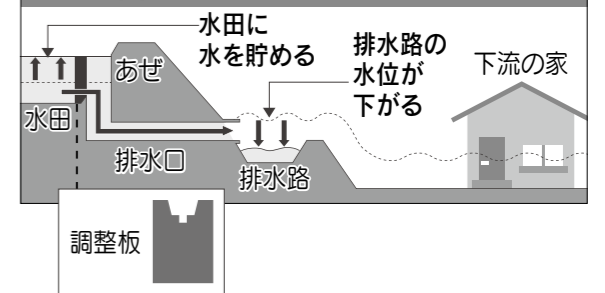 水田に
水を貯める
排水路の
水位が
下がる
下流の家
あぜ
水田
排水口
排水路
調整板